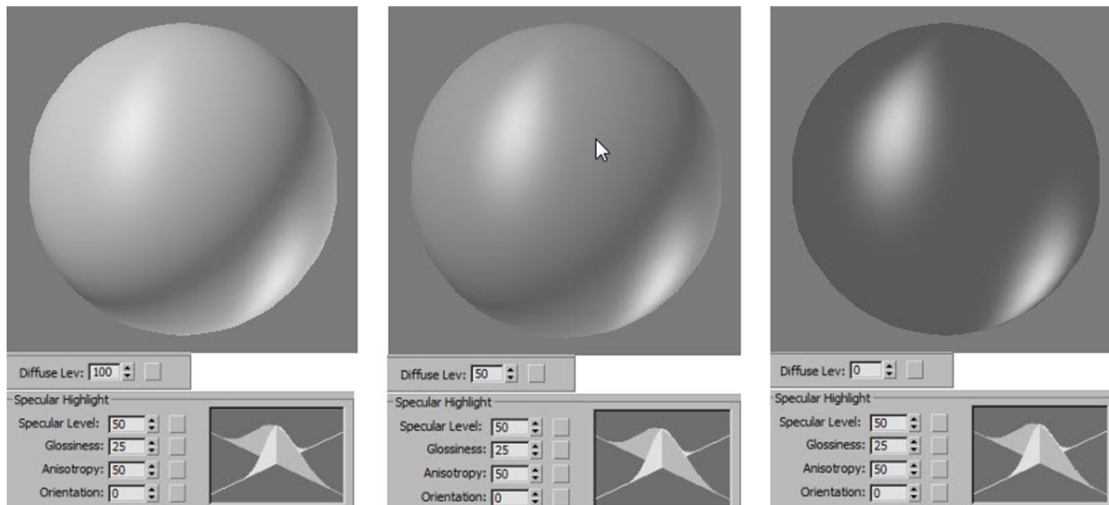 Diffuse Lev: 100
Specular Highlight
Specular Level: 50
Glossiness: 25
Anisotropy: 50
Orientation: 0
Diffuse Lev: 50
Specular Highlight
Specular Level: 50
Glossiness: 25
Anisotropy: 50
Orientation: 0
Diffuse Lev: 0
Specular Highlight
Specular Level: 50
Glossiness: 25
Anisotropy: 50
Orientation: 0